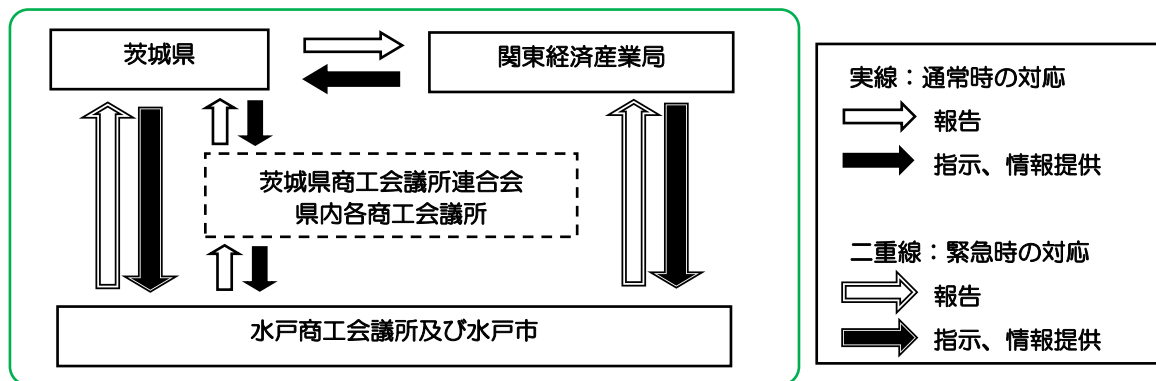 茨城県
関東経済産業局
茨城県商工会議所連合会
県内各商工会議所
水戸商工会議所及び水戸市
実線：通常時の対応
報告
指示、情報提供
二重線：緊急時の対応
報告
指示、情報提供